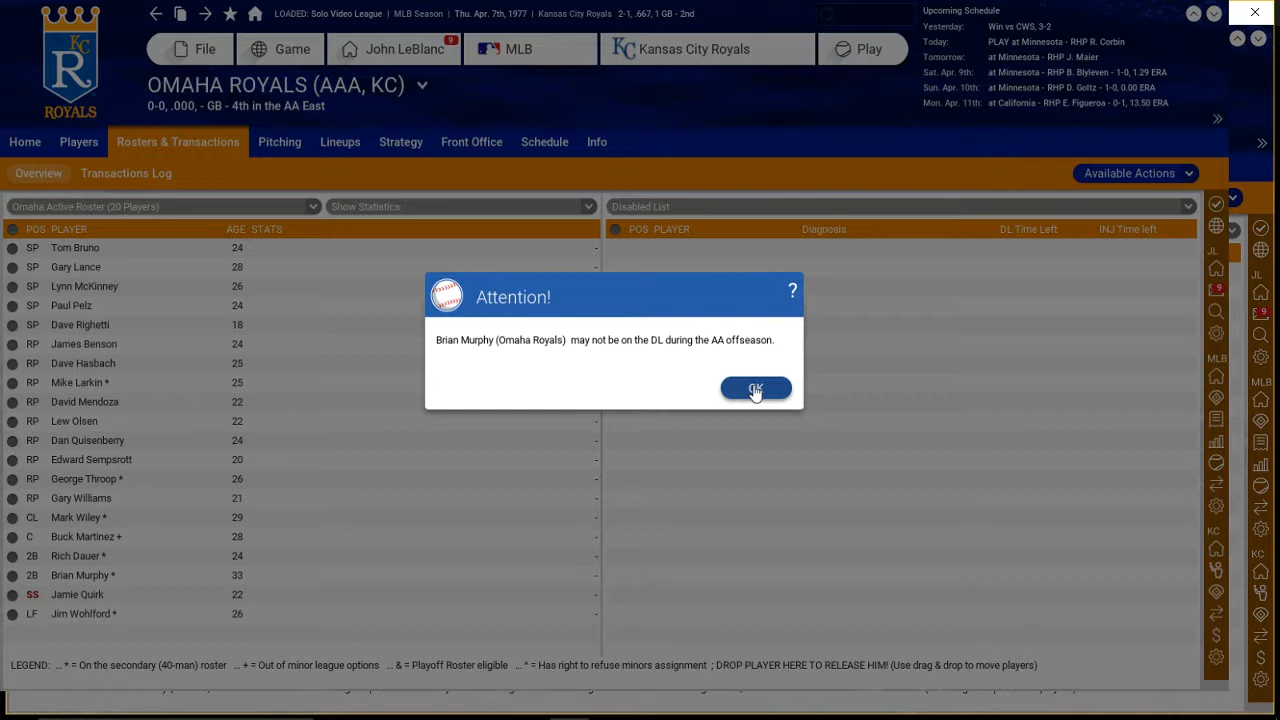 LOADED: Solo Video League | MLB Season | Thu. Apr. 7th, 1977 | Kansas City Royals 2-1, .667, 1 GB - 2nd
Upcoming Schedule
Yesterday: Win vs CWS, 3-2
Today: PLAY at Minnesota - RHP R. Corbin
Tomorrow: at Minnesota - RHP J. Maier
Sat. Apr. 9th: at Minnesota - RHP B. Blyleven - 1-0, 1.29 ERA
Sun. Apr. 10th: at Minnesota - RHP D. Goltz - 1-0, 0.00 ERA
Mon. Apr. 11th: at California - RHP E. Figueroa - 0-1, 13.50 ERA
KC
R
ROYALS
File
Game
John LeBlanc
9
MLB
KC Kansas City Royals
Play
OMAHA ROYALS (AAA, KC)
0-0, .000, - GB - 4th in the AA East
Home Players Rosters & Transactions Pitching Lineups Strategy Front Office Schedule Info
Overview Transactions Log
Available Actions
Omaha Active Roster (20 Players)
Show Statistics
Disabled List
POS PLAYER AGE STATS
POS PLAYER Diagnosis DL Time Left INJ Time left
SP Tom Bruno 24 -
SP Gary Lance 28
SP Lynn McKinney 26
SP Paul Pelz 24
SP Dave Righetti 18
RP James Benson 24
RP Dave Hasbach 25
RP Mike Larkin * 25
RP David Mendoza 22
RP Lew Olsen 22 -
RP Dan Quisenberry 24 -
RP Edward Sempsrott 20 -
RP George Throop * 26 -
RP Gary Williams 21 -
CL Mark Wiley * 29 -
C Buck Martinez + 28 -
2B Rich Dauer * 24 -
2B Brian Murphy * 33 -
SS Jamie Quirk 22 -
LF Jim Wohlford * 26 -
Attention!
?
Brian Murphy (Omaha Royals) may not be on the DL during the AA offseason.
OK
LEGEND: ... * = On the secondary (40-man) roster ... + = Out of minor league options ... & = Playoff Roster eligible ... ^ = Has right to refuse minors assignment ; DROP PLAYER HERE TO RELEASE HIM! (Use drag & drop to move players)
JL
9
MLB
KC
JL
9
MLB
KC